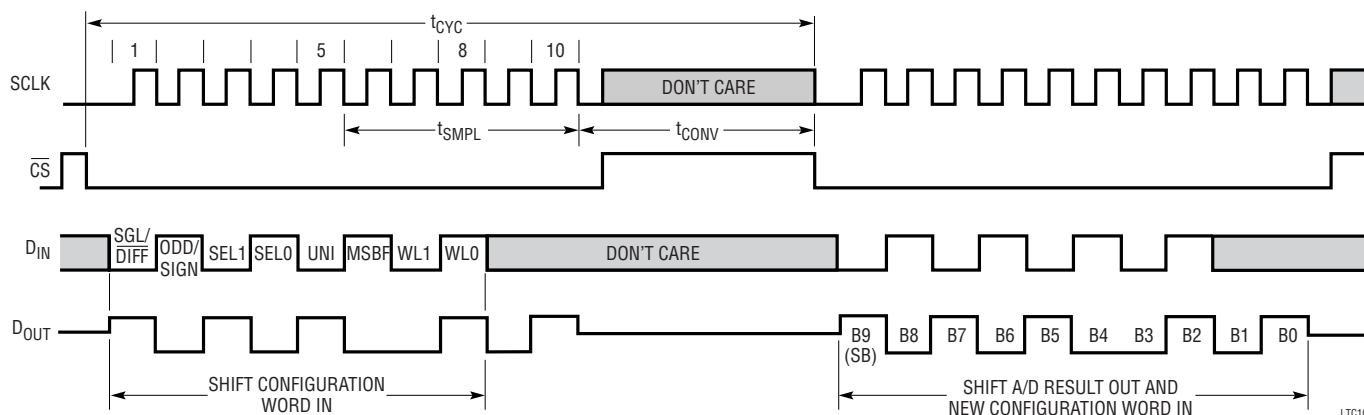 tCYC
1 5 8 10
SCLK
DON'T CARE
tSMPL
tCONV
CS
DIN
SGL/
DIFF
ODD/
SIGN
SEL1
SEL0
UNI
MSBF
WL1
WL0
DON'T CARE
DOUT
B9
(SB)
B8
B7
B6
B5
B4
B3
B2
B1
B0
SHIFT CONFIGURATION
WORD IN
SHIFT A/D RESULT OUT AND
NEW CONFIGURATION WORD IN